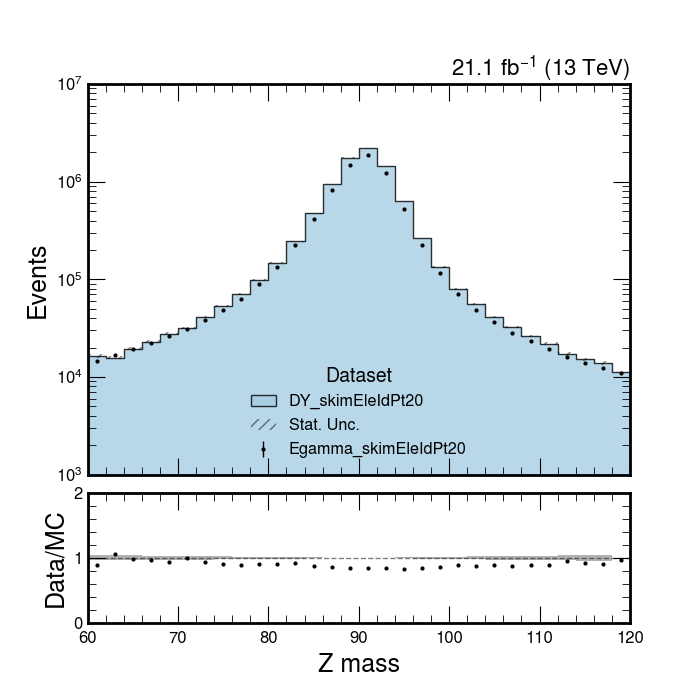 21.1 fb⁻¹ (13 TeV)
10⁷
10⁶
10⁵
10⁴
10³
Events
Dataset
DY_skimEleIdPt20
Stat. Unc.
Egamma_skimEleIdPt20
2
1
0
Data/MC
60 70 80 90 100 110 120
Z mass